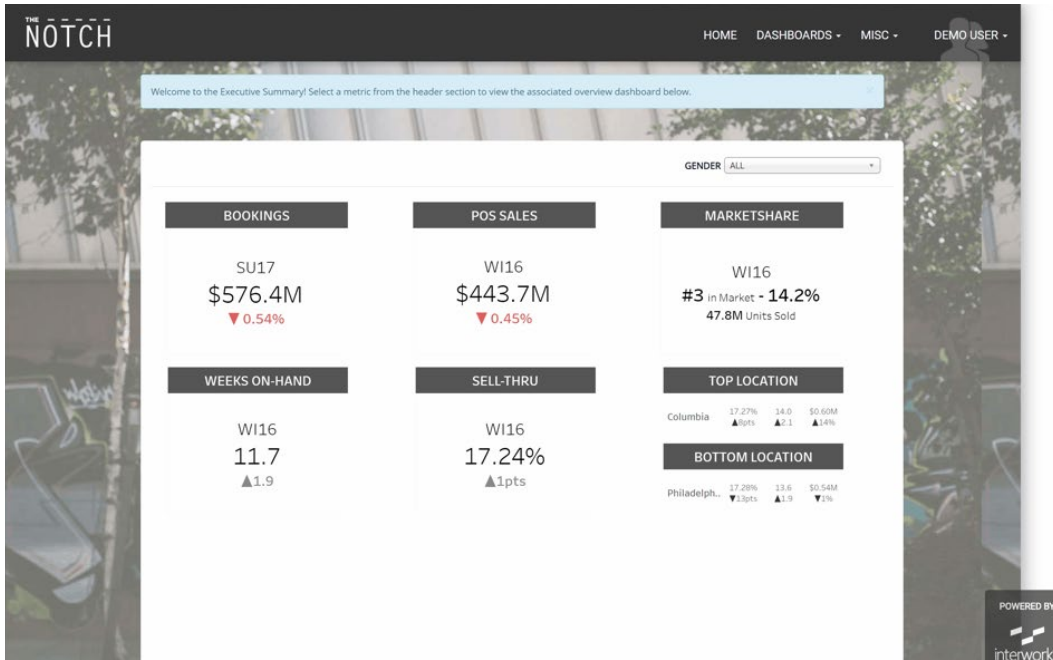 THE
NOTCH
HOME DASHBOARDS MISC DEMO USER
Welcome to the Executive Summary! Select a metric from the header section to view the associated overview dashboard below.
GENDER ALL
BOOKINGS
SU17
$576.4M
▼ 0.54%
POS SALES
WI16
$443.7M
▼ 0.45%
MARKETSHARE
WI16
#3 in Market - 14.2%
47.8M Units Sold
WEEKS ON-HAND
WI16
11.7
▲1.9
SELL-THRU
WI16
17.24%
▲1pts
TOP LOCATION
Columbia 17.27% 14.0 $0.60M
▲8pts ▲2.1 ▲14%
BOTTOM LOCATION
Philadelph.. 17.28% 13.6 $0.54M
▼13pts ▲1.9 ▼1%
POWERED BY
interwork